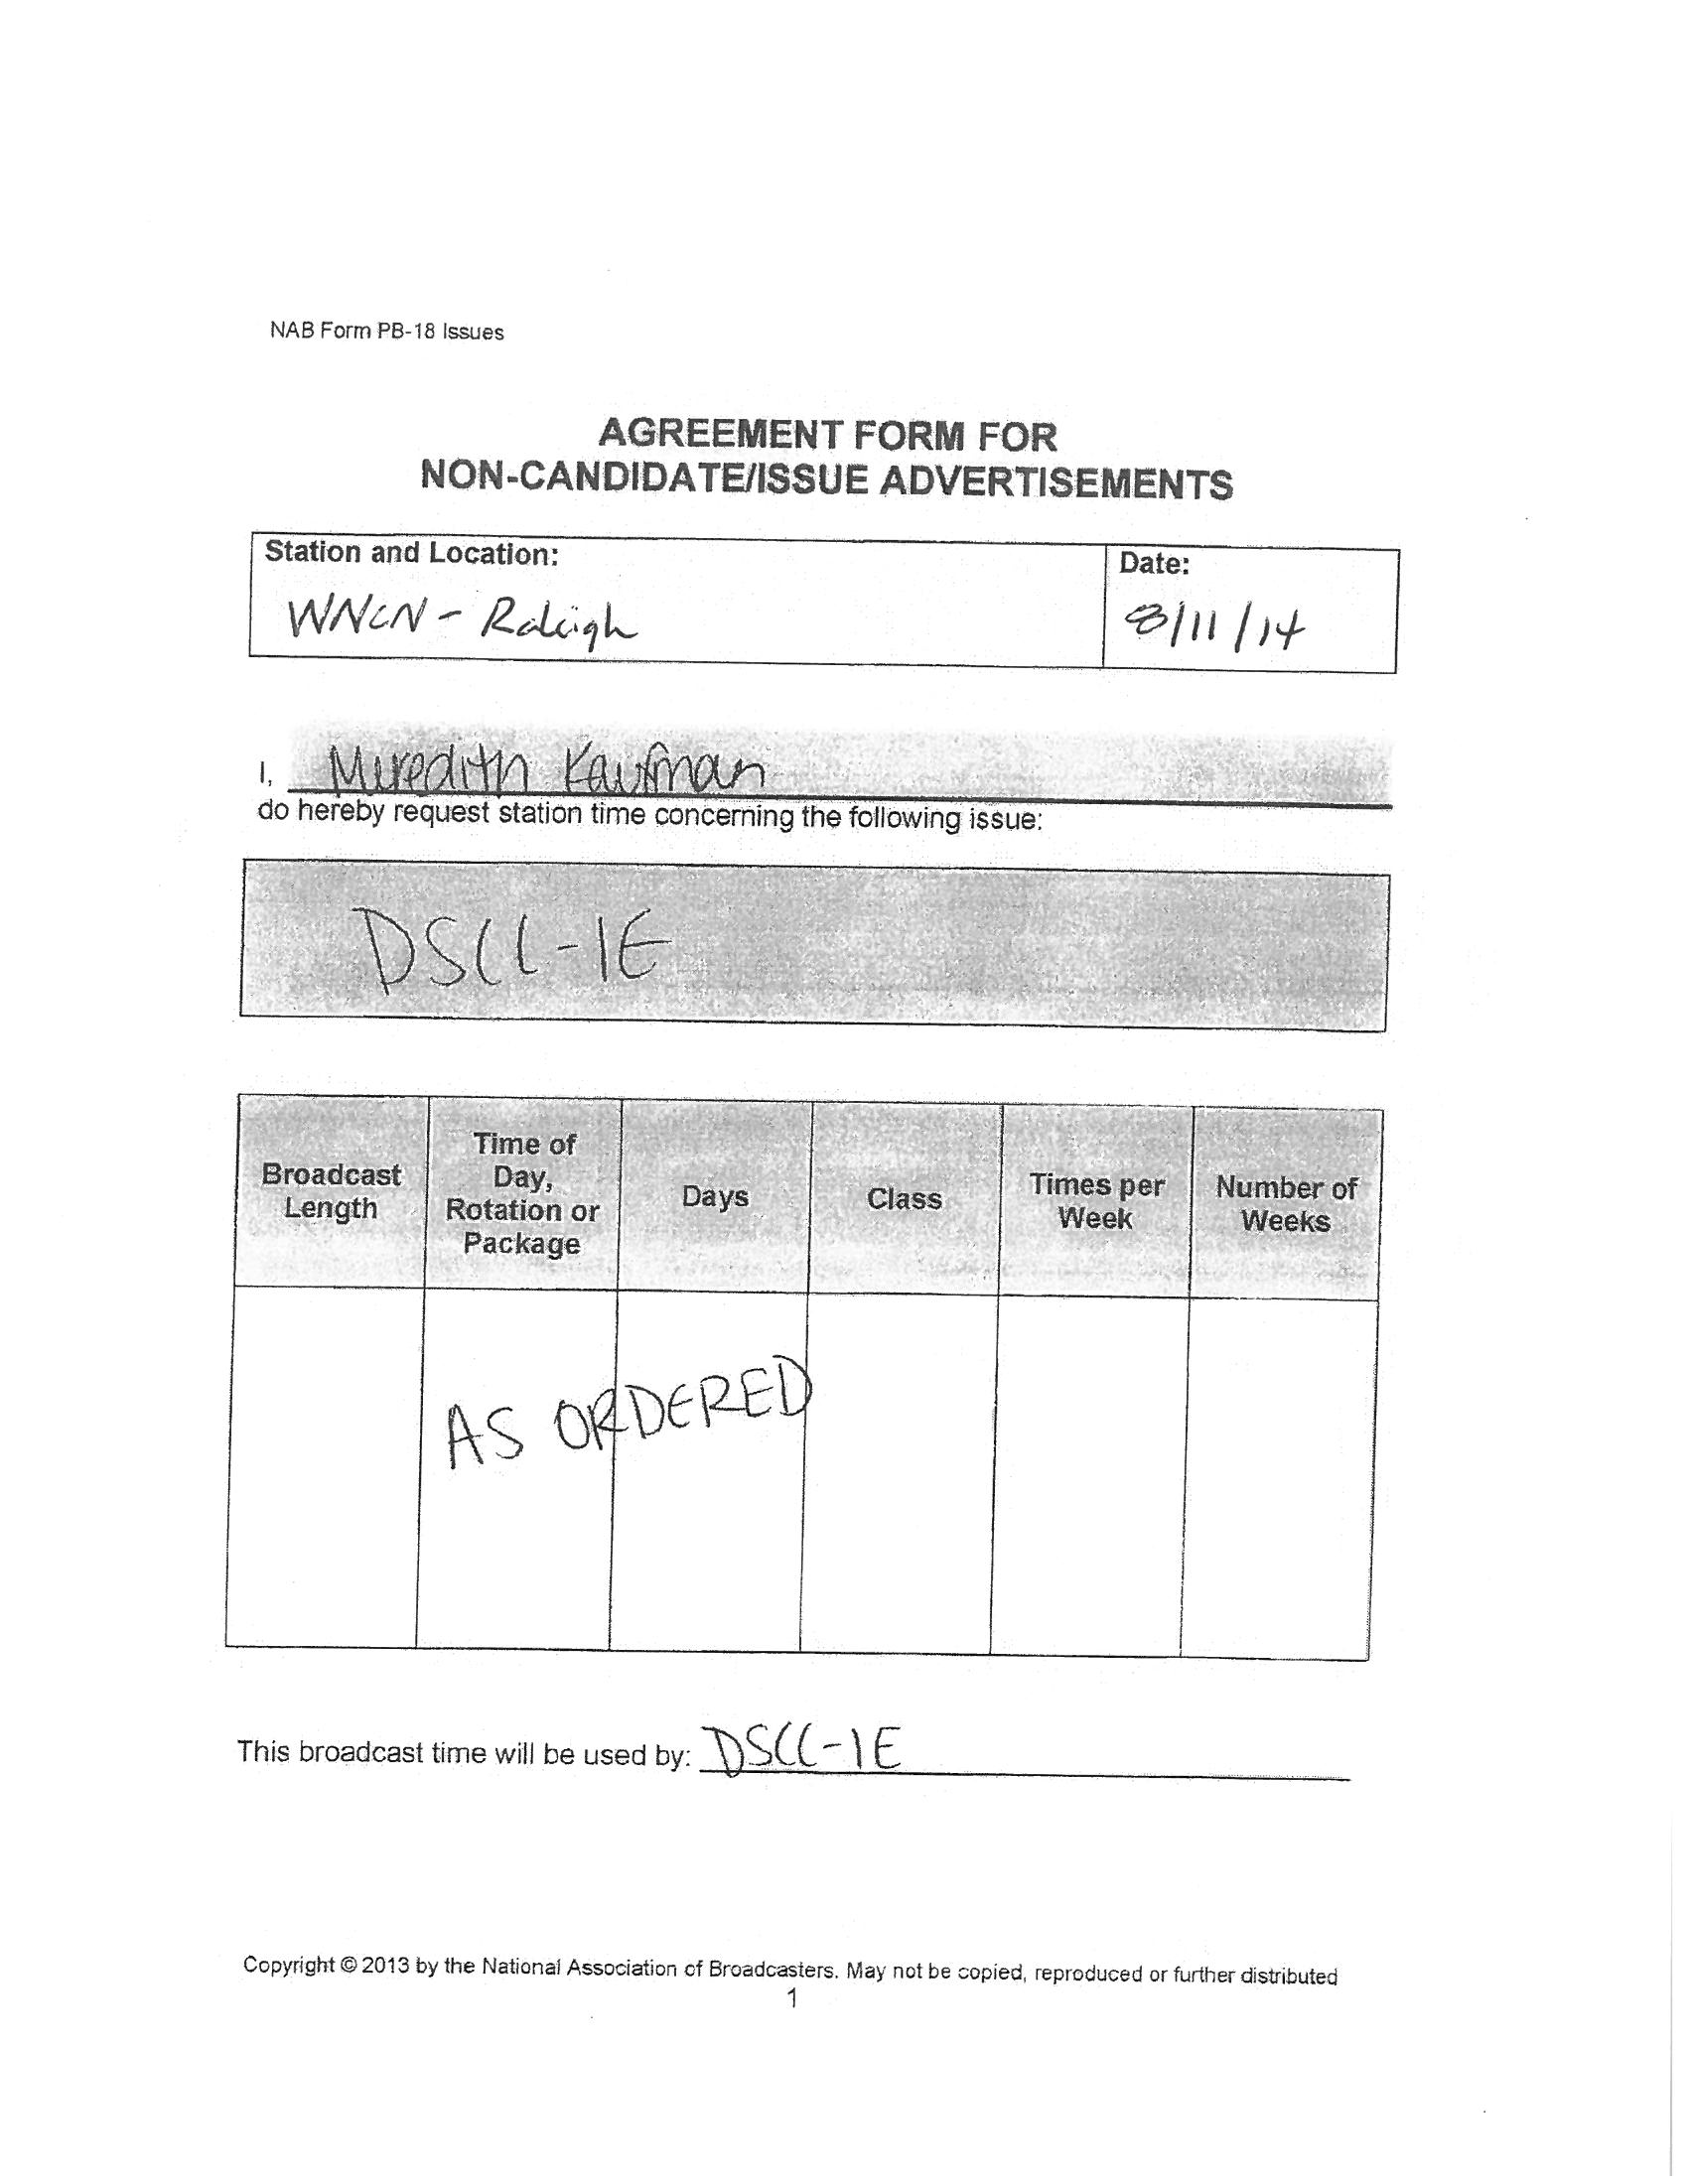 NAB Form PB-18 Issues
AGREEMENT FORM FOR
NON-CANDIDATE/ISSUE ADVERTISEMENTS
Station and Location:
Date:
WNCN - Raleigh
8/11/14
I, Meredith Kaufman
do hereby request station time concerning the following issue:
DSCC-IE
Broadcast Length
Time of Day, Rotation or Package
Days
Class
Times per Week
Number of Weeks
AS ORDERED
This broadcast time will be used by: DSCC-IE
Copyright © 2013 by the National Association of Broadcasters. May not be copied, reproduced or further distributed
1